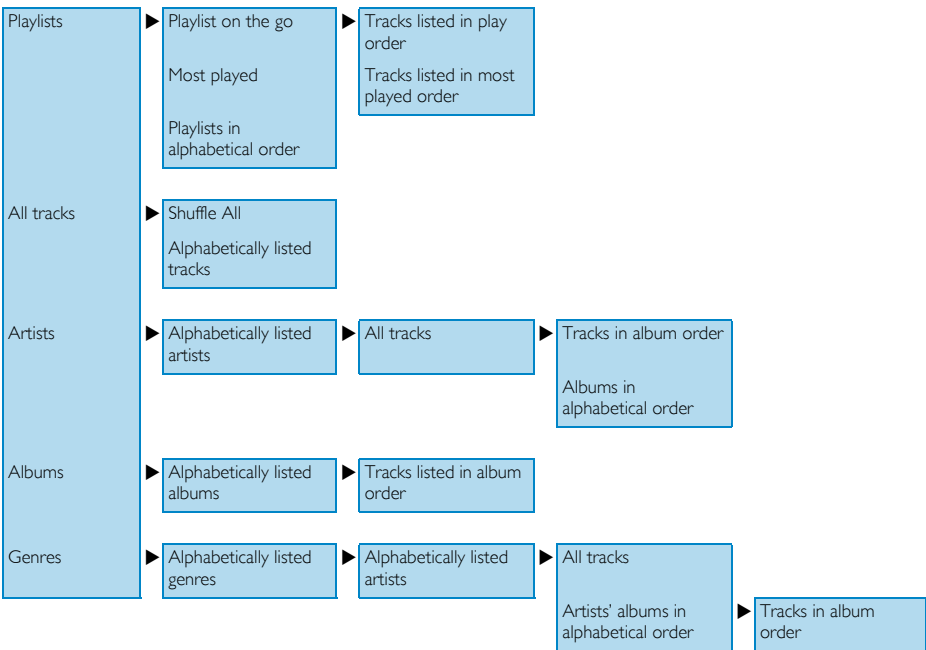 Playlists
Playlist on the go
Tracks listed in play
order
Most played
Tracks listed in most
played order
Playlists in
alphabetical order
All tracks
Shuffle All
Alphabetically listed
tracks
Artists
Alphabetically listed
artists
All tracks
Tracks in album order
Albums in
alphabetical order
Albums
Alphabetically listed
albums
Tracks listed in album
order
Genres
Alphabetically listed
genres
Alphabetically listed
artists
All tracks
Artists’ albums in
alphabetical order
Tracks in album
order